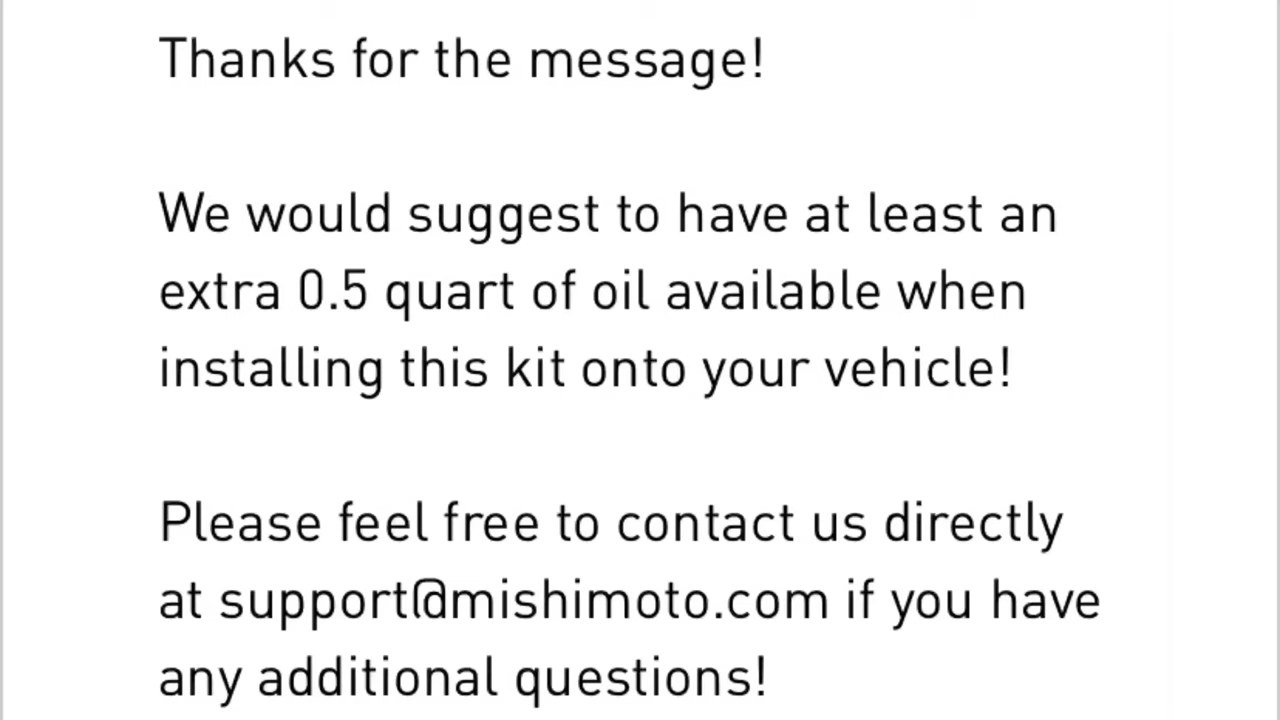 Thanks for the message!
We would suggest to have at least an
extra 0.5 quart of oil available when
installing this kit onto your vehicle!
Please feel free to contact us directly
at support@mishimoto.com if you have
any additional questions!